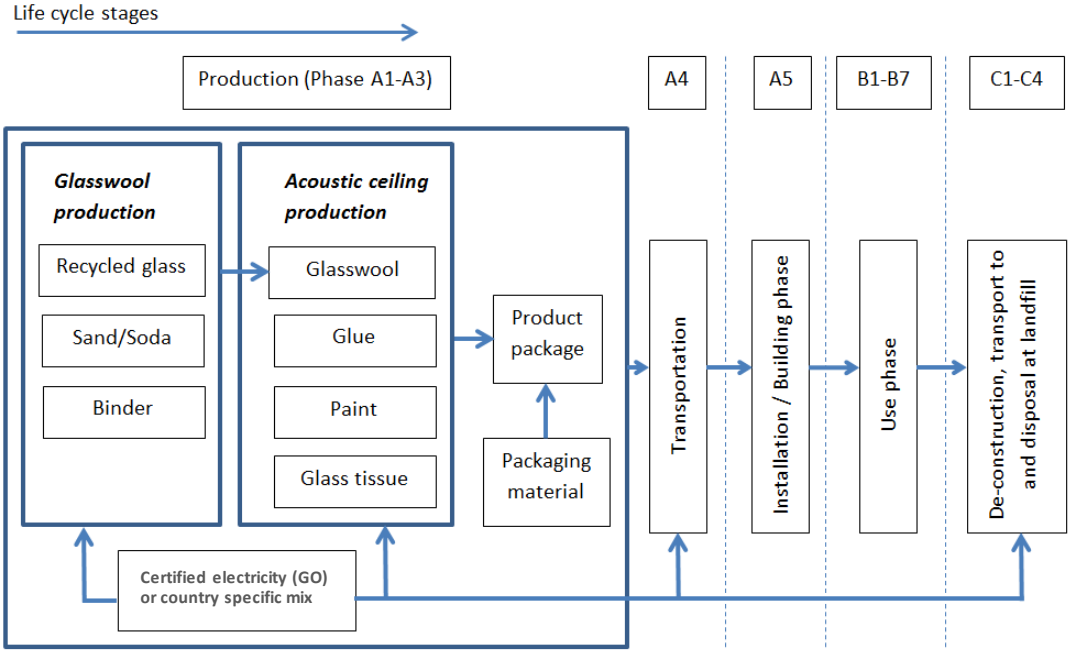 Life cycle stages
Production (Phase A1-A3)
A4
A5
B1-B7
C1-C4
Glasswool
production
Recycled glass
Sand/Soda
Binder
Acoustic ceiling
production
Glasswool
Glue
Paint
Glass tissue
Product
package
Packaging
material
Transportation
Installation / Building phase
Use phase
De-construction, transport to
and disposal at landfill
Certified electricity (GO)
or country specific mix